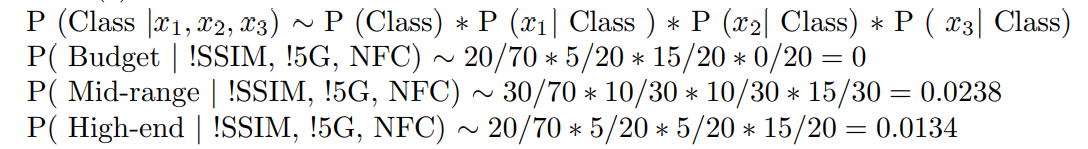 P (Class |x₁, x₂, x₃) ∼ P (Class) ∗ P (x₁| Class ) ∗ P (x₂| Class) ∗ P ( x₃| Class)
P( Budget | !SSIM, !5G, NFC) ∼ 20/70 ∗ 5/20 ∗ 15/20 ∗ 0/20 = 0
P( Mid-range | !SSIM, !5G, NFC) ∼ 30/70 ∗ 10/30 ∗ 10/30 ∗ 15/30 = 0.0238
P( High-end | !SSIM, !5G, NFC) ∼ 20/70 ∗ 5/20 ∗ 5/20 ∗ 15/20 = 0.0134